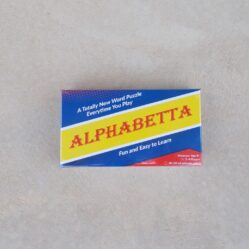 A Totally New Word Puzzle
Everytime You Play
ALPHABETTA
Fun and Easy to Learn